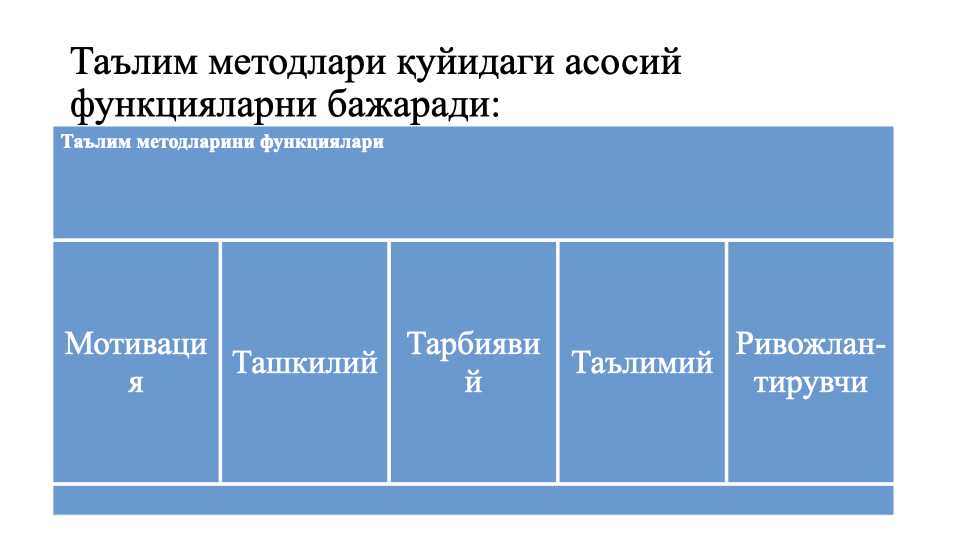 Таълим методлари қуйидаги асосий
функцияларни бажаради:
Таълим методларини функциялари
Мотиваци
я
Ташкилий
Тарбияви
й
Таълимий
Ривожлан-
тирувчи